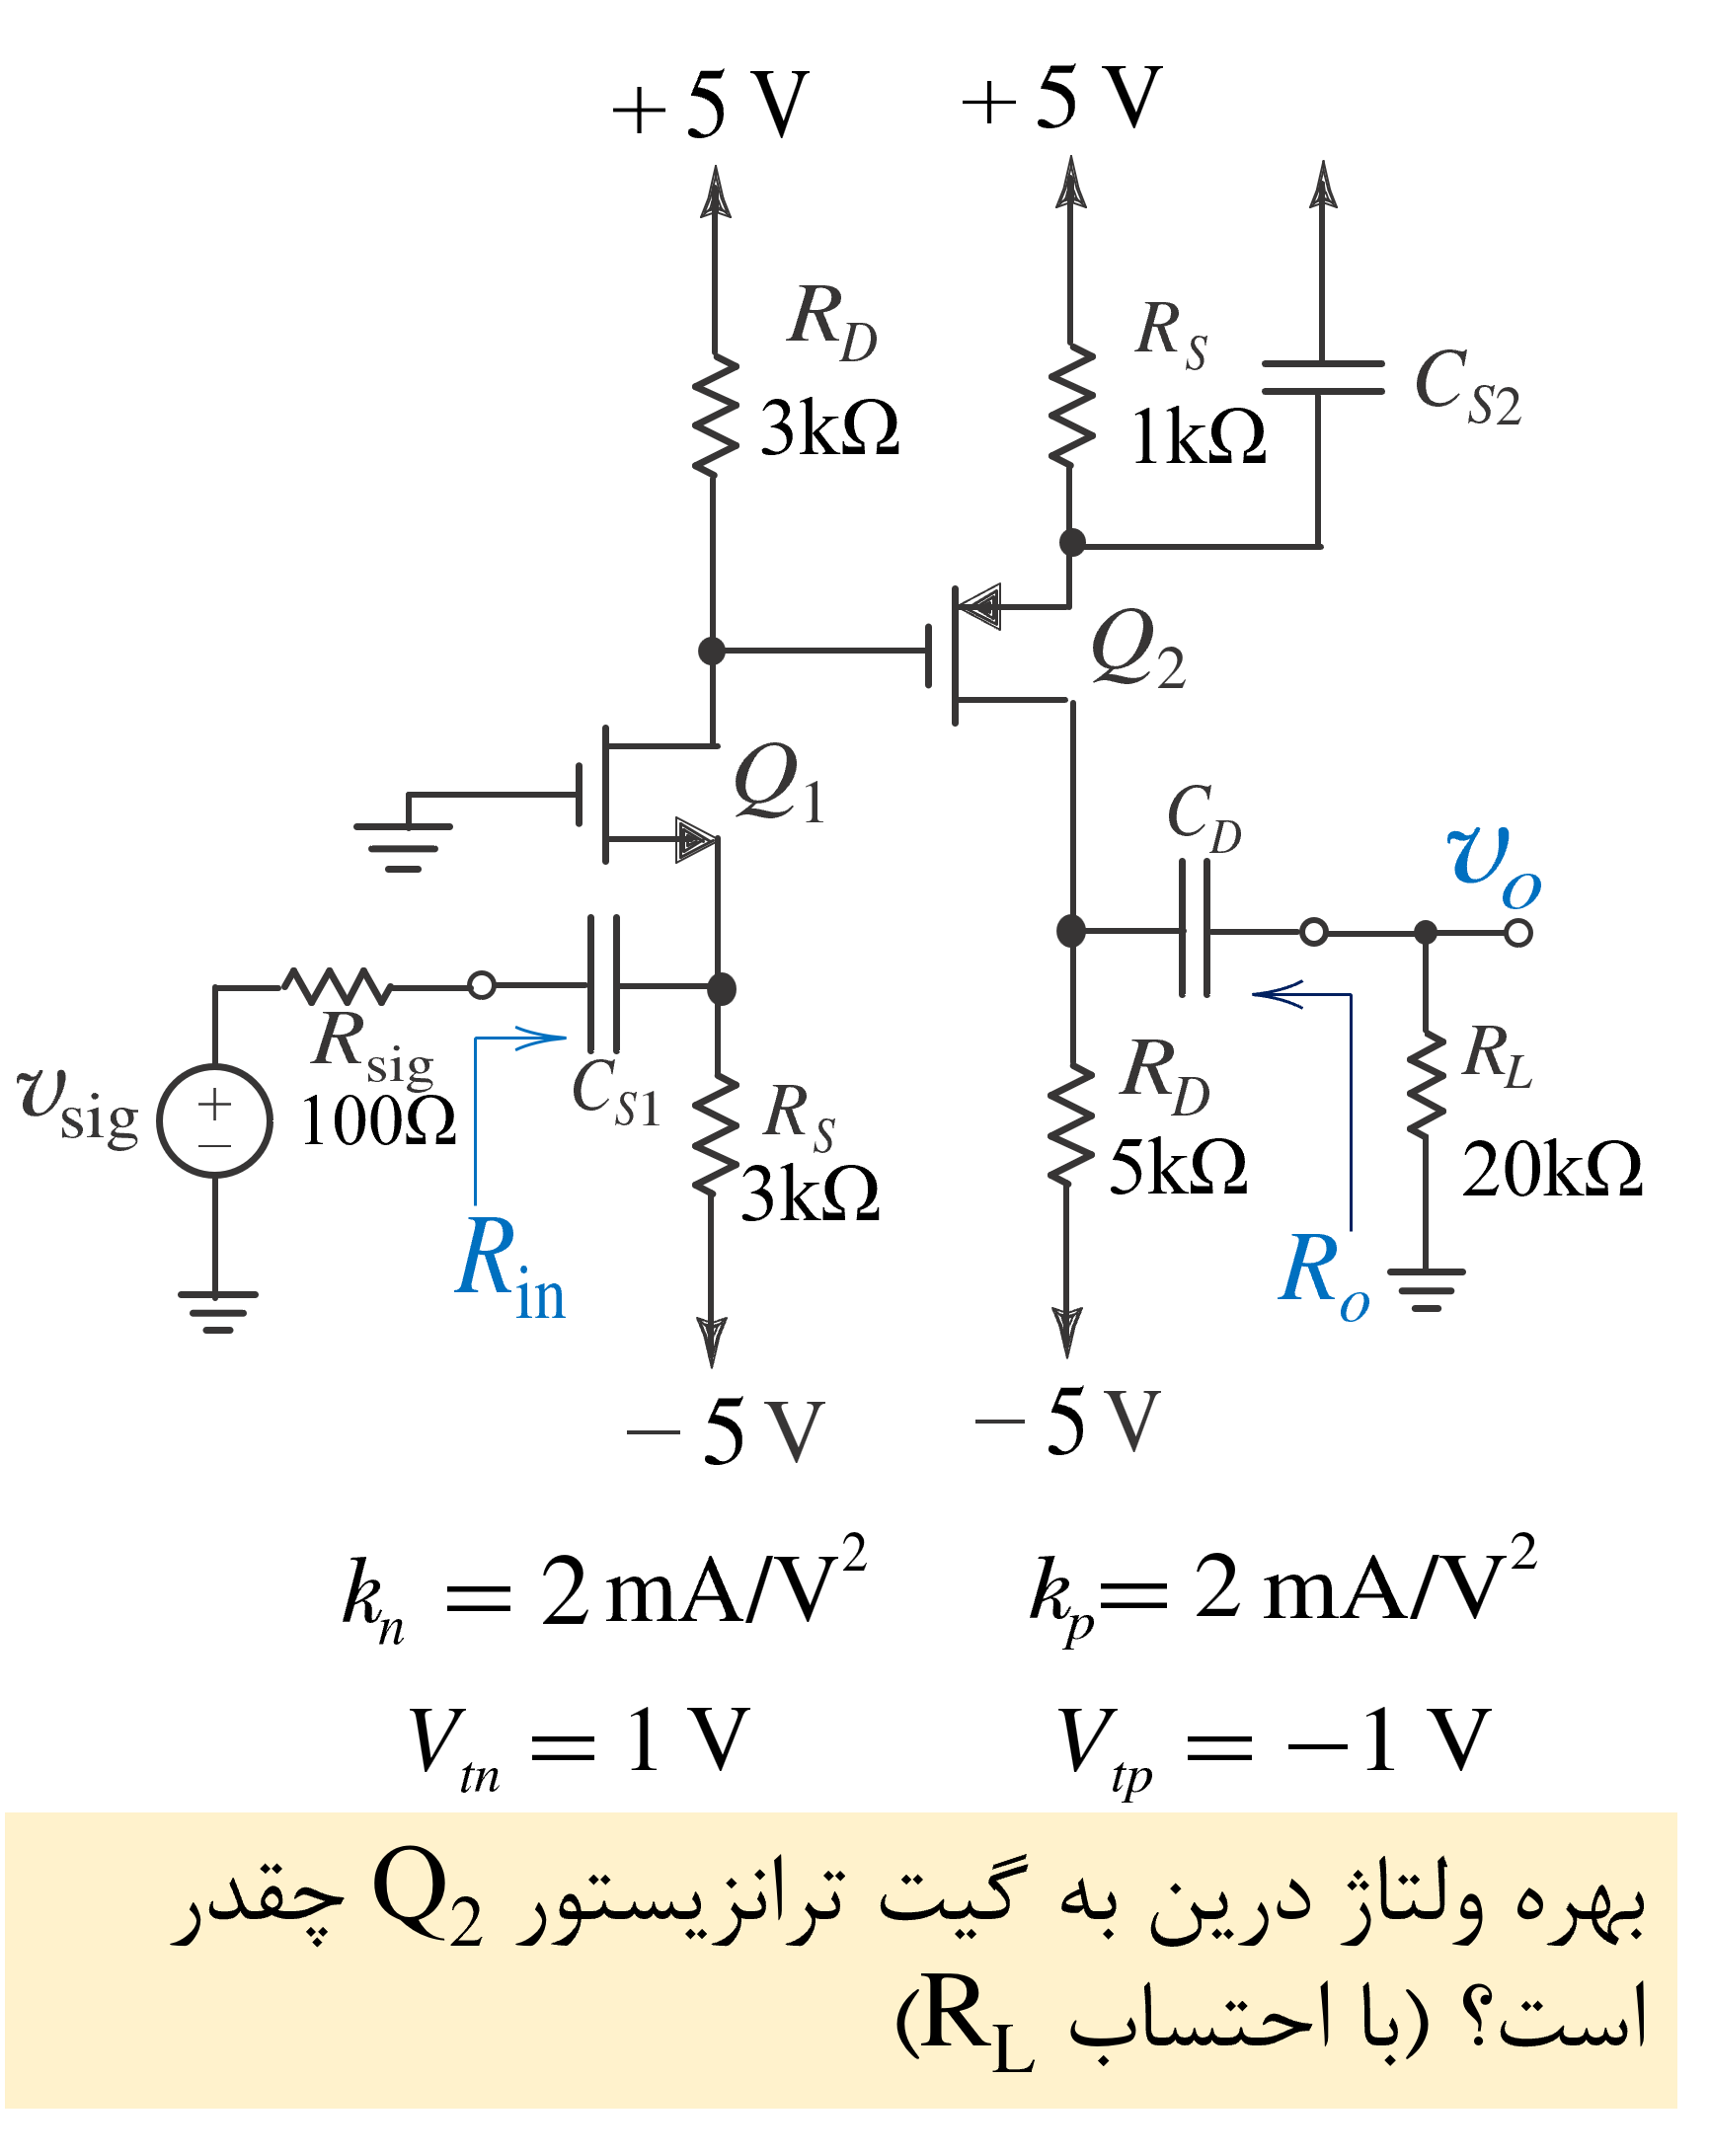 + 5 V
+ 5 V
R_D
3kΩ
R_S
1kΩ
C_S2
Q_2
Q_1
C_D
v_o
v_sig
+
−
R_sig
100Ω
C_S1
R_in
R_S
3kΩ
R_D
5kΩ
R_L
20kΩ
R_o
− 5 V
− 5 V
k_n = 2 mA/V²
k_p = 2 mA/V²
V_tn = 1 V
V_tp = −1 V
بهره ولتاژ درین به گیت ترانزیستور Q₂ چقدر
است؟ (با احتساب R_L)